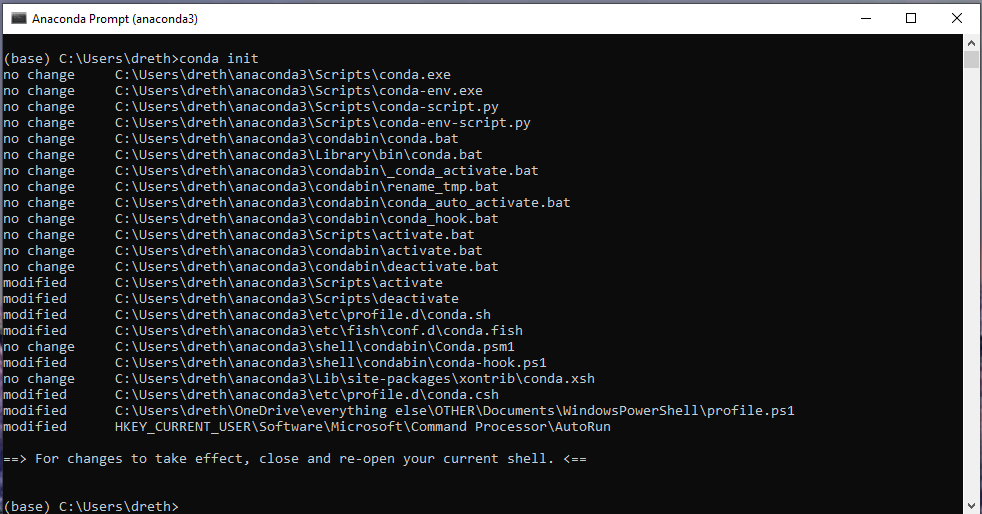 Anaconda Prompt (anaconda3)
(base) C:\Users\dreth>conda init
no change     C:\Users\dreth\anaconda3\Scripts\conda.exe
no change     C:\Users\dreth\anaconda3\Scripts\conda-env.exe
no change     C:\Users\dreth\anaconda3\Scripts\conda-script.py
no change     C:\Users\dreth\anaconda3\Scripts\conda-env-script.py
no change     C:\Users\dreth\anaconda3\condabin\conda.bat
no change     C:\Users\dreth\anaconda3\Library\bin\conda.bat
no change     C:\Users\dreth\anaconda3\condabin\_conda_activate.bat
no change     C:\Users\dreth\anaconda3\condabin\rename_tmp.bat
no change     C:\Users\dreth\anaconda3\condabin\conda_auto_activate.bat
no change     C:\Users\dreth\anaconda3\condabin\conda_hook.bat
no change     C:\Users\dreth\anaconda3\Scripts\activate.bat
no change     C:\Users\dreth\anaconda3\condabin\activate.bat
no change     C:\Users\dreth\anaconda3\condabin\deactivate.bat
modified      C:\Users\dreth\anaconda3\Scripts\activate
modified      C:\Users\dreth\anaconda3\Scripts\deactivate
modified      C:\Users\dreth\anaconda3\etc\profile.d\conda.sh
modified      C:\Users\dreth\anaconda3\etc\fish\conf.d\conda.fish
no change     C:\Users\dreth\anaconda3\shell\condabin\Conda.psm1
modified      C:\Users\dreth\anaconda3\shell\condabin\conda-hook.ps1
no change     C:\Users\dreth\anaconda3\Lib\site-packages\xontrib\conda.xsh
modified      C:\Users\dreth\anaconda3\etc\profile.d\conda.csh
modified      C:\Users\dreth\OneDrive\everything else\OTHER\Documents\WindowsPowerShell\profile.ps1
modified      HKEY_CURRENT_USER\Software\Microsoft\Command Processor\AutoRun
==> For changes to take effect, close and re-open your current shell. <==
(base) C:\Users\dreth>